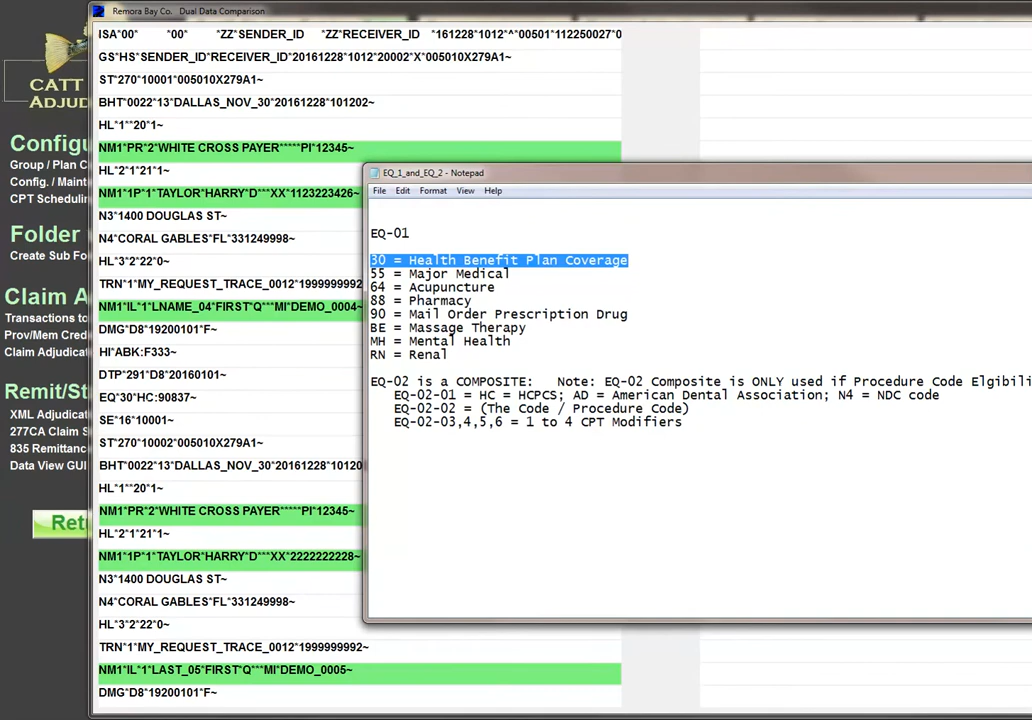 Remora Bay Co.   Dual Data Comparison
ISA*00*     *00*     *ZZ*SENDER_ID     *ZZ*RECEIVER_ID   *161228*1012*^*00501*112250027*0
GS*HS*SENDER_ID*RECEIVER_ID*20161228*1012*20002*X*005010X279A1~
ST*270*10001*005010X279A1~
BHT*0022*13*DALLAS_NOV_30*20161228*101202~
HL*1**20*1~
NM1*PR*2*WHITE CROSS PAYER*****PI*12345~
HL*2*1*21*1~
NM1*1P*1*TAYLOR*HARRY*D***XX*1123223426~
N3*1400 DOUGLAS ST~
N4*CORAL GABLES*FL*331249998~
HL*3*2*22*0~
TRN*1*MY_REQUEST_TRACE_0012*1999999992
NM1*IL*1*LNAME_04*FIRST*Q***MI*DEMO_0004~
DMG*D8*19200101*F~
HI*ABK:F333~
DTP*291*D8*20160101~
EQ*30*HC:90837~
SE*16*10001~
ST*270*10002*005010X279A1~
BHT*0022*13*DALLAS_NOV_30*20161228*10120
HL*1**20*1~
NM1*PR*2*WHITE CROSS PAYER*****PI*12345~
HL*2*1*21*1~
NM1*1P*1*TAYLOR*HARRY*D***XX*2222222228~
N3*1400 DOUGLAS ST~
N4*CORAL GABLES*FL*331249998~
HL*3*2*22*0~
TRN*1*MY_REQUEST_TRACE_0012*1999999992~
NM1*IL*1*LAST_05*FIRST*Q***MI*DEMO_0005~
DMG*D8*19200101*F~
CATT
ADJUD
Configu
Group / Plan C
Config. / Maint
CPT Schedulin
Folder
Create Sub Fo
Claim A
Transactions to
Prov/Mem Cred
Claim Adjudicat
Remit/St
XML Adjudicat
277CA Claim S
835 Remittanc
Data View GUI
Ret
EQ_1_and_EQ_2 - Notepad
File Edit Format View Help
EQ-01
30 = Health Benefit Plan Coverage
55 = Major Medical
64 = Acupuncture
88 = Pharmacy
90 = Mail Order Prescription Drug
BE = Massage Therapy
MH = Mental Health
RN = Renal
EQ-02 is a COMPOSITE:   Note: EQ-02 Composite is ONLY used if Procedure Code Elgibili
EQ-02-01 = HC = HCPCS; AD = American Dental Association; N4 = NDC code
EQ-02-02 = (The Code / Procedure Code)
EQ-02-03,4,5,6 = 1 to 4 CPT Modifiers